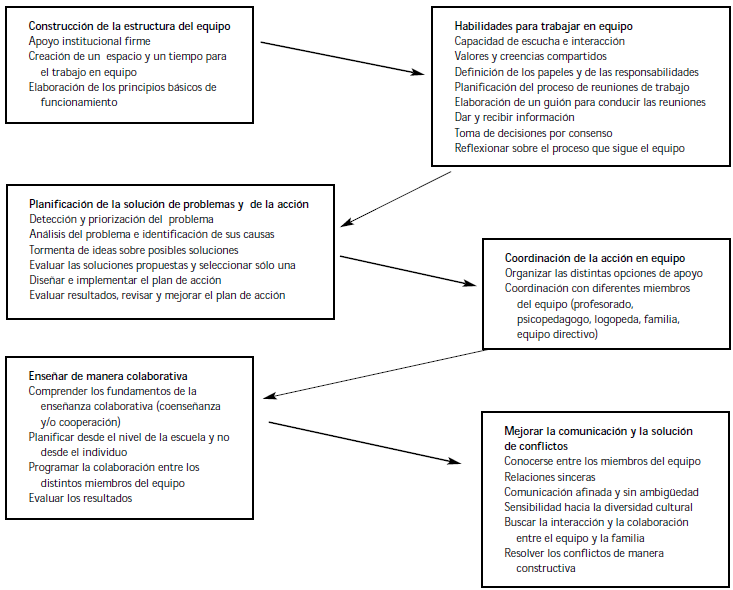 Construcción de la estructura del equipo
Apoyo institucional firme
Creación de un espacio y un tiempo para
el trabajo en equipo
Elaboración de los principios básicos de
funcionamiento
Habilidades para trabajar en equipo
Capacidad de escucha e interacción
Valores y creencias compartidos
Definición de los papeles y de las responsabilidades
Planificación del proceso de reuniones de trabajo
Elaboración de un guión para conducir las reuniones
Dar y recibir información
Toma de decisiones por consenso
Reflexionar sobre el proceso que sigue el equipo
Planificación de la solución de problemas y de la acción
Detección y priorización del problema
Análisis del problema e identificación de sus causas
Tormenta de ideas sobre posibles soluciones
Evaluar las soluciones propuestas y seleccionar sólo una
Diseñar e implementar el plan de acción
Evaluar resultados, revisar y mejorar el plan de acción
Coordinación de la acción en equipo
Organizar las distintas opciones de apoyo
Coordinación con diferentes miembros
del equipo (profesorado,
psicopedagogo, logopeda, familia,
equipo directivo)
Enseñar de manera colaborativa
Comprender los fundamentos de la
enseñanza colaborativa (coenseñanza
y/o cooperación)
Planificar desde el nivel de la escuela y no
desde el individuo
Programar la colaboración entre los
distintos miembros del equipo
Evaluar los resultados
Mejorar la comunicación y la solución
de conflictos
Conocerse entre los miembros del equipo
Relaciones sinceras
Comunicación afinada y sin ambigüedad
Sensibilidad hacia la diversidad cultural
Buscar la interacción y la colaboración
entre el equipo y la familia
Resolver los conflictos de manera
constructiva